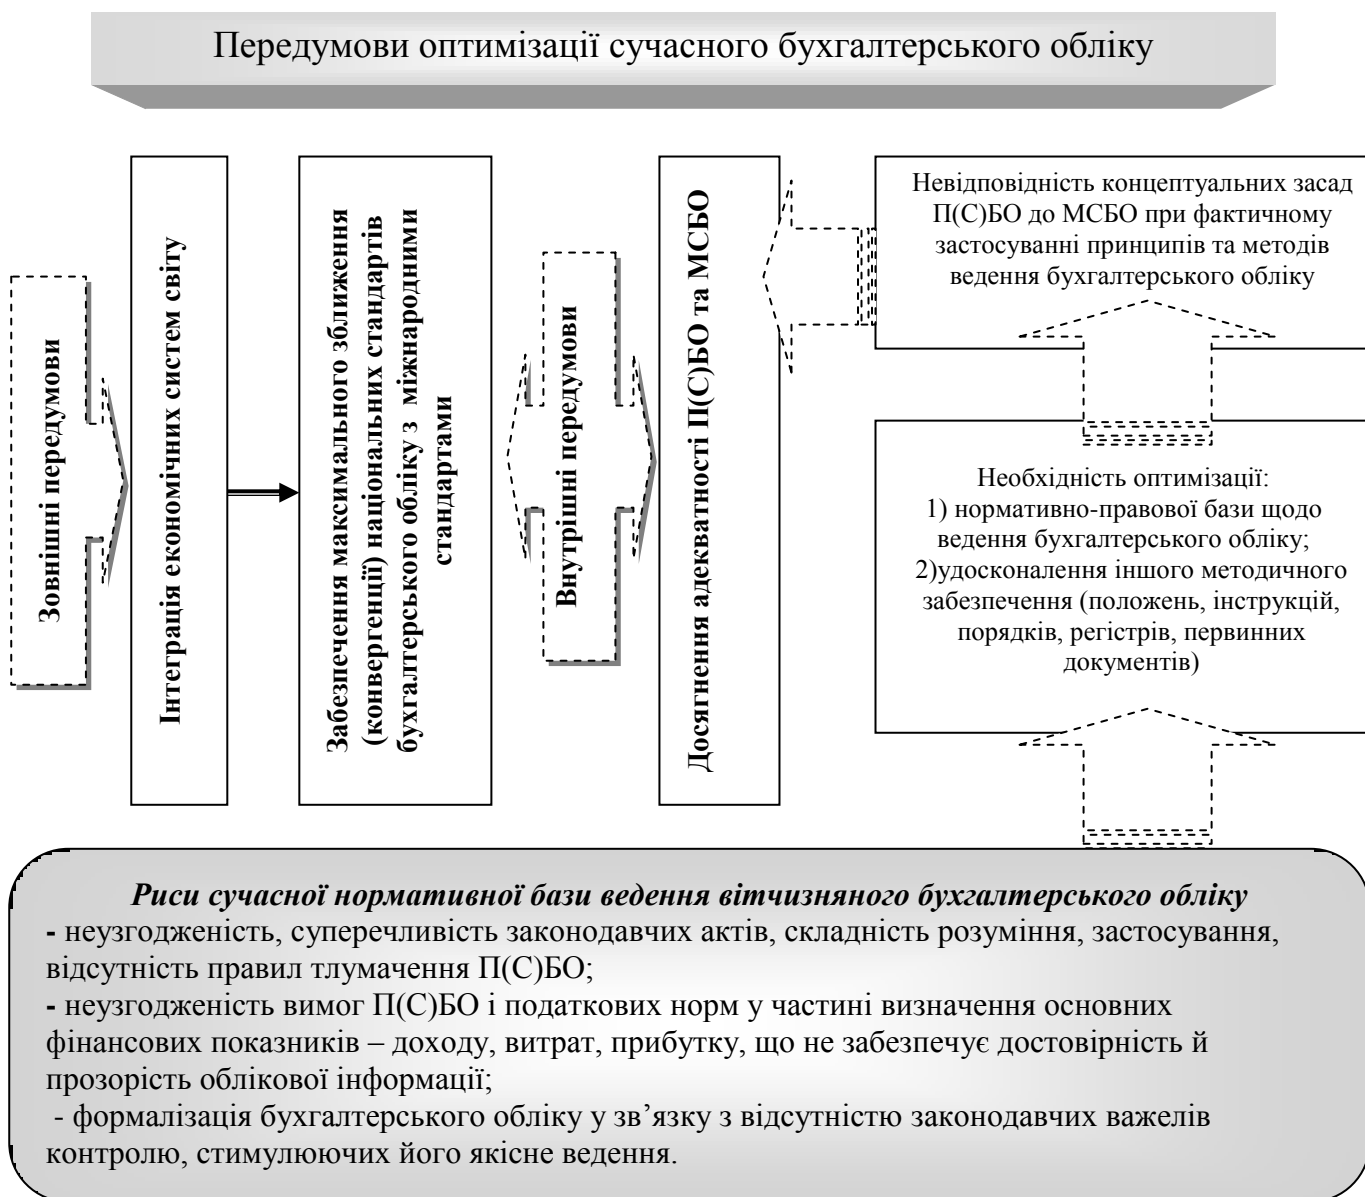 Передумови оптимізації сучасного бухгалтерського обліку
Зовнішні передумови
Інтеграція економічних систем світу
Забезпечення максимального зближення
(конвергенції) національних стандартів
бухгалтерського обліку з міжнародними
стандартами
Внутрішні передумови
Досягнення адекватності П(С)БО та МСБО
Невідповідність концептуальних засад
П(С)БО до МСБО при фактичному
застосуванні принципів та методів
ведення бухгалтерського обліку
Необхідність оптимізації:
1) нормативно-правової бази щодо
ведення бухгалтерського обліку;
2)удосконалення іншого методичного
забезпечення (положень, інструкцій,
порядків, регістрів, первинних
документів)
Риси сучасної нормативної бази ведення вітчизняного бухгалтерського обліку
- неузгодженість, суперечливість законодавчих актів, складність розуміння, застосування,
відсутність правил тлумачення П(С)БО;
- неузгодженість вимог П(С)БО і податкових норм у частині визначення основних
фінансових показників – доходу, витрат, прибутку, що не забезпечує достовірність й
прозорість облікової інформації;
- формалізація бухгалтерського обліку у зв’язку з відсутністю законодавчих важелів
контролю, стимулюючих його якісне ведення.